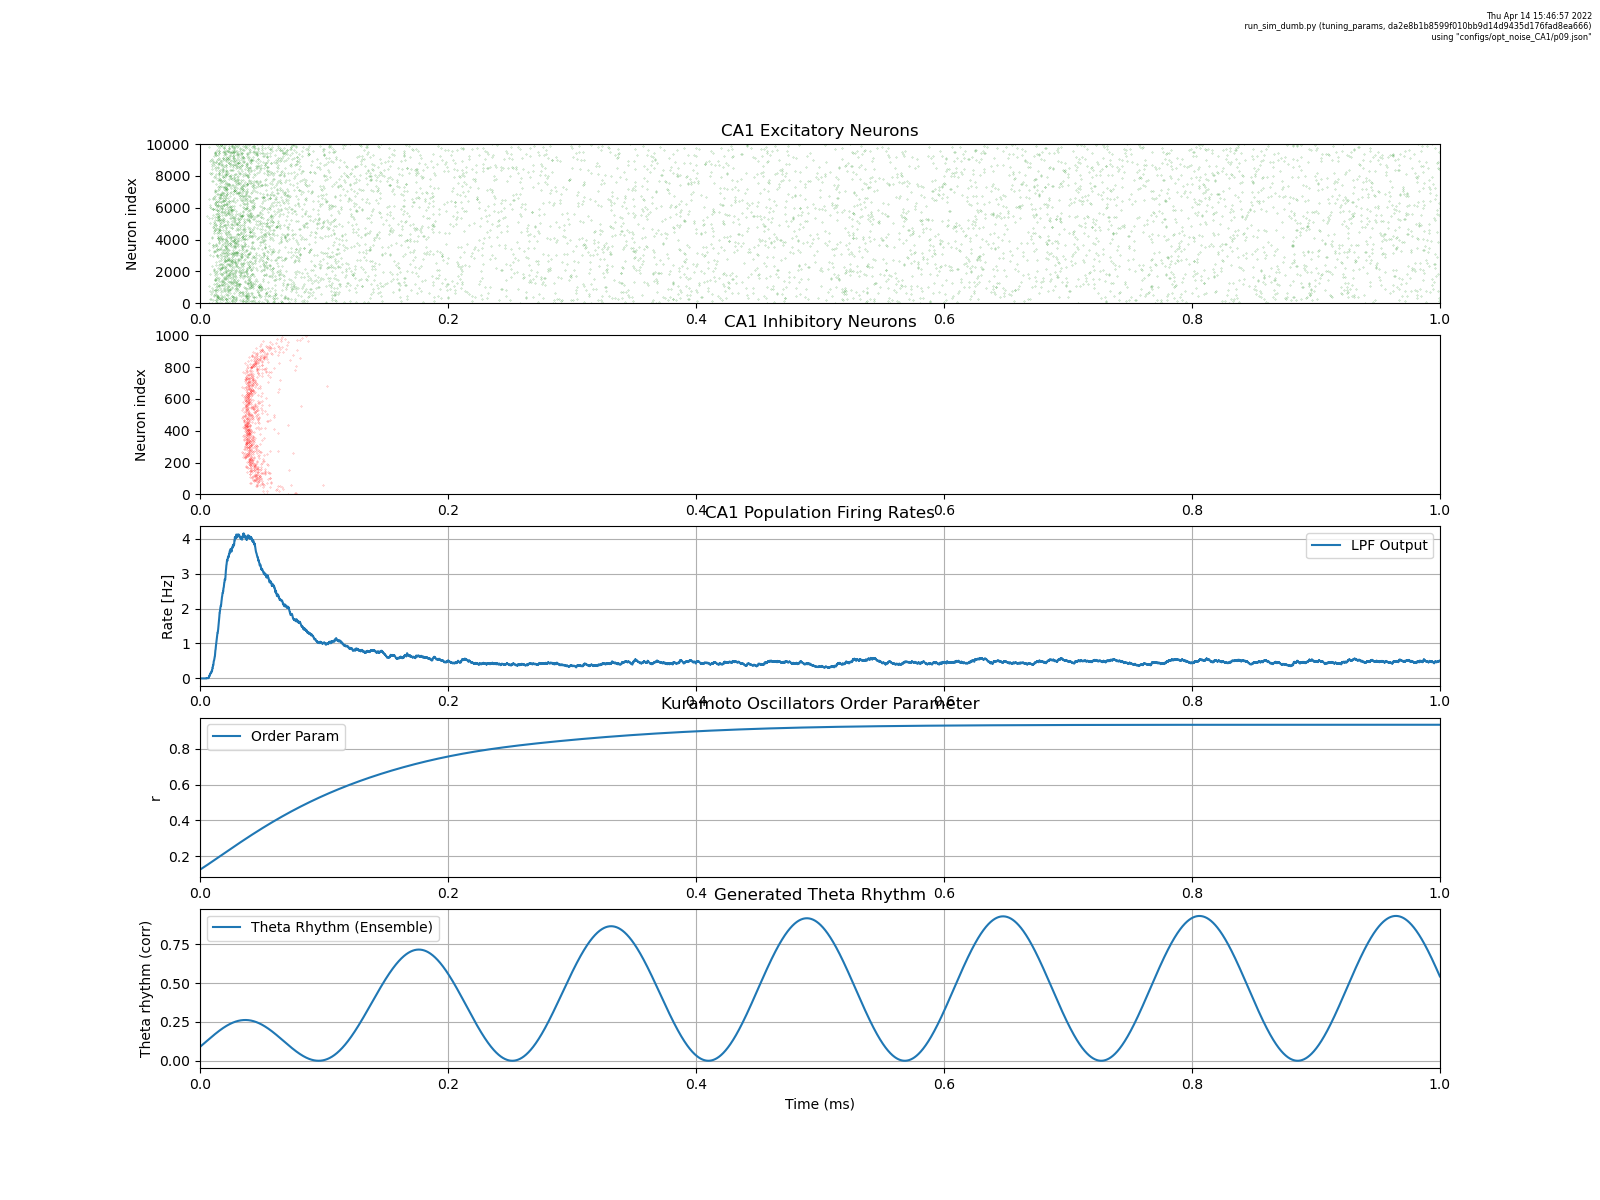 Thu Apr 14 15:46:57 2022
run_sim_dumb.py (tuning_params, da2e8b1b8599f010bb9d14d9435d176fad8ea666)
using "configs/opt_noise_CA1/p09.json"
CA1 Excitatory Neurons
Neuron index
10000
8000
6000
4000
2000
0
0.0 0.2 0.4 0.6 0.8 1.0
CA1 Inhibitory Neurons
Neuron index
1000
800
600
400
200
0
0.0 0.2 0.4 0.6 0.8 1.0
CA1 Population Firing Rates
LPF Output
Rate [Hz]
4
3
2
1
0
0.0 0.2 0.4 0.6 0.8 1.0
Kuramoto Oscillators Order Parameter
Order Param
r
0.8
0.6
0.4
0.2
0.0 0.2 0.4 0.6 0.8 1.0
Generated Theta Rhythm
Theta Rhythm (Ensemble)
Theta rhythm (corr)
0.75
0.50
0.25
0.00
0.0 0.2 0.4 0.6 0.8 1.0
Time (ms)